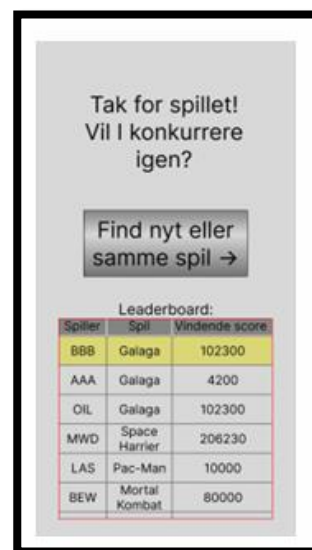 Tak for spillet!
Vil I konkurrere
igen?
Find nyt eller
samme spil →
Leaderboard:
Spiller Spil Vindende score
BBB Galaga 102300
AAA Galaga 4200
OIL Galaga 102300
MWD Space Harrier 206230
LAS Pac-Man 10000
BEW Mortal Kombat 80000